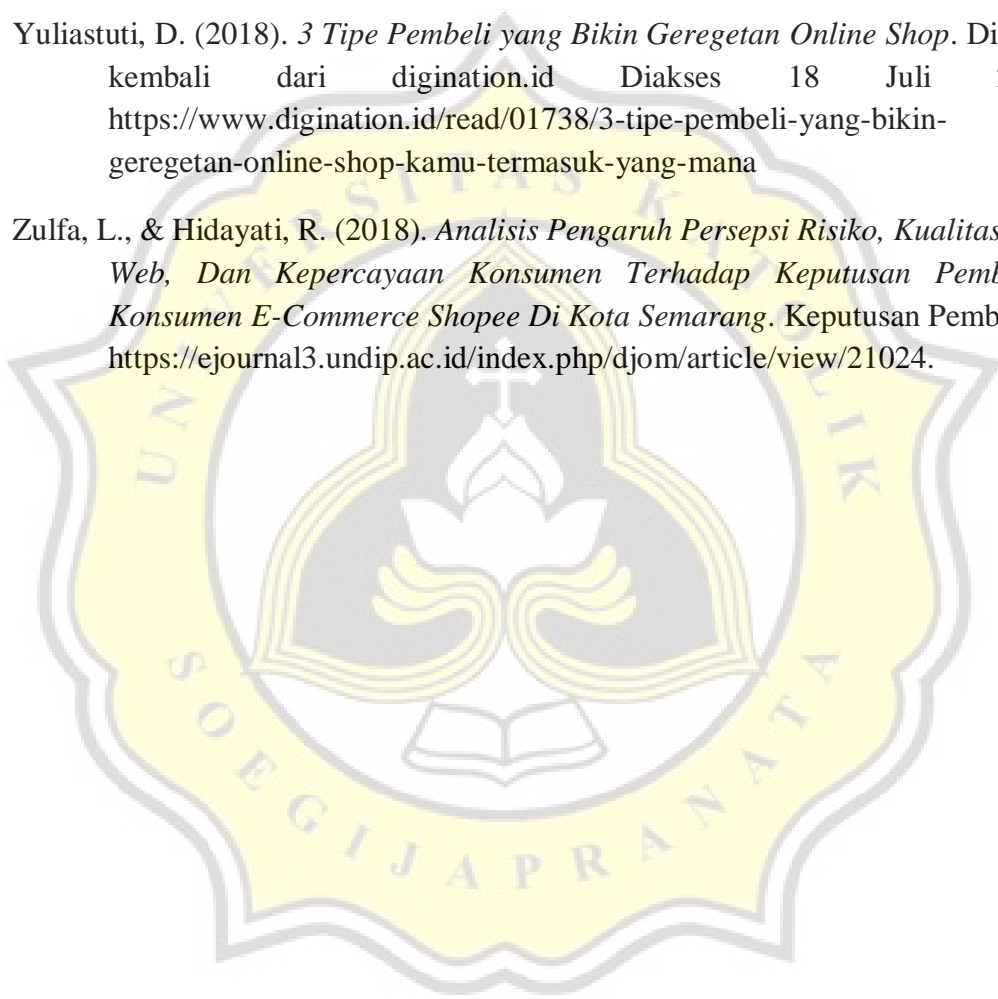 Yuliastuti, D. (2018). 3 Tipe Pembeli yang Bikin Geregetan Online Shop.
kembali dari digination.id Diakses 18 Juli
https://www.digination.id/read/01738/3-tipe-pembeli-yang-bikin-
geregetan-online-shop-kamu-termasuk-yang-mana
Zulfa, L., & Hidayati, R. (2018). Analisis Pengaruh Persepsi Risiko, Kualitas
Web, Dan Kepercayaan Konsumen Terhadap Keputusan
Konsumen E-Commerce Shopee Di Kota Semarang. Keputusan
https://ejournal3.undip.ac.id/index.php/djom/article/view/21024.
UNIVERSITAS KATOLIK
SOEGIJAPRANATA